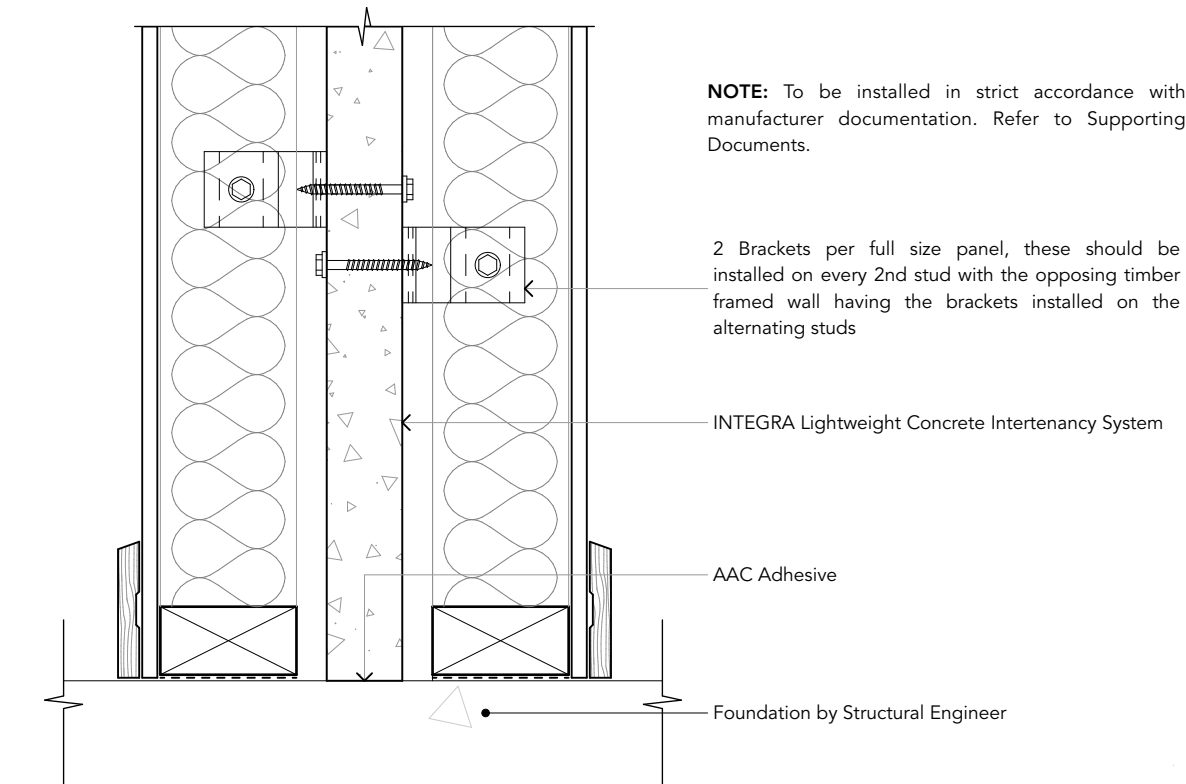 NOTE: To be installed in strict accordance with
manufacturer documentation. Refer to Supporting
Documents.
2 Brackets per full size panel, these should be
installed on every 2nd stud with the opposing timber
framed wall having the brackets installed on the
alternating studs
INTEGRA Lightweight Concrete Intertenancy System
AAC Adhesive
Foundation by Structural Engineer